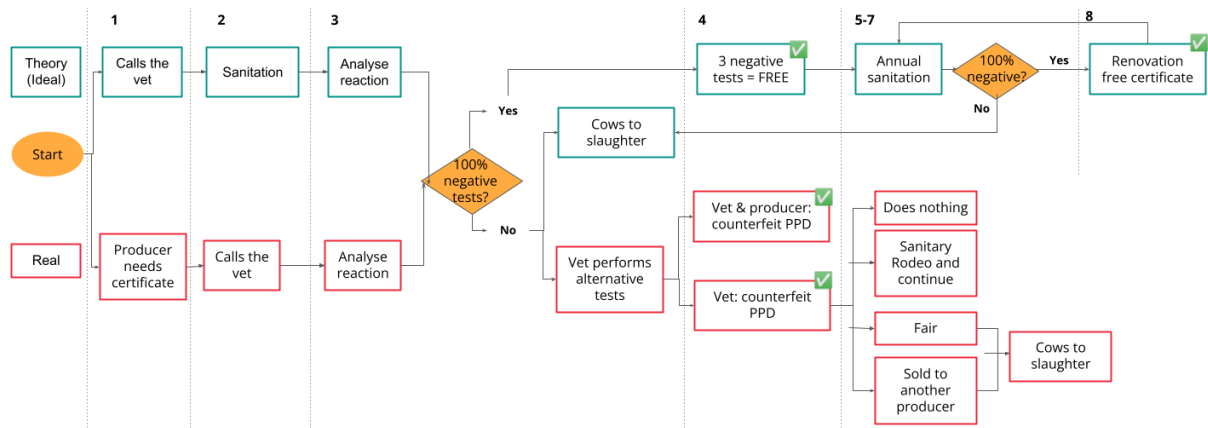 1
2
3
4
5-7
8
Theory
(Ideal)
Calls the
vet
Sanitation
Analyse
reaction
3 negative
tests = FREE
Annual
sanitation
100%
negative?
Yes
Renovation
free certificate
No
Yes
Cows to
slaughter
Start
100%
negative
tests?
No
Real
Producer
needs
certificate
Calls the
vet
Analyse
reaction
Vet performs
alternative
tests
Vet & producer:
counterfeit PPD
Vet: counterfeit
PPD
Does nothing
Sanitary
Rodeo and
continue
Fair
Sold to
another
producer
Cows to
slaughter